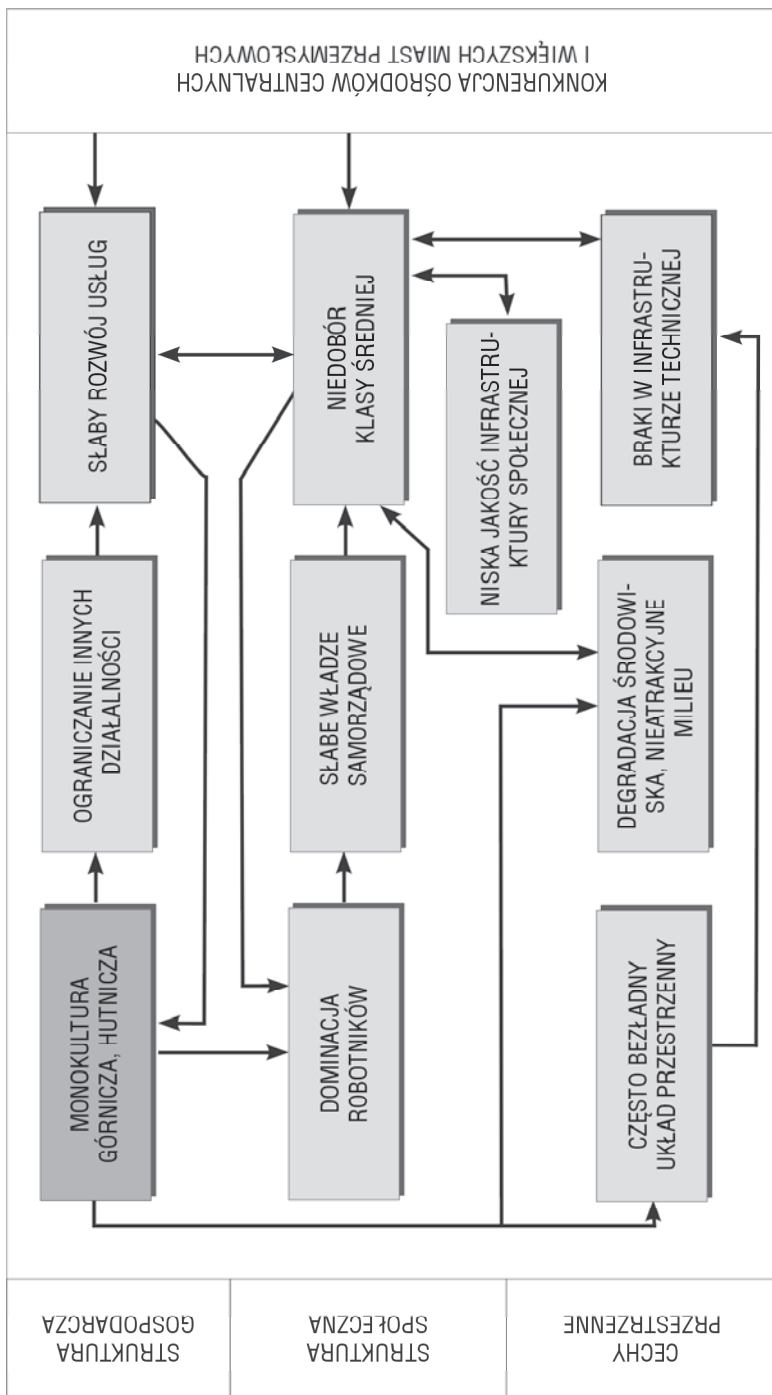 KONKURENCJA OŚRODKÓW CENTRALNYCH
I WIĘKSZYCH MIAST PRZEMYSŁOWYCH
STRUKTURA
GOSPODARCZA
MONOKULTURA
GÓRNICZA, HUTNICZA
OGRANICZANIE INNYCH
DZIAŁALNOŚCI
SŁABY ROZWÓJ USŁUG
STRUKTURA
SPOŁECZNA
DOMINACJA
ROBOTNIKÓW
SŁABE WŁADZE
SAMORZĄDOWE
NIEDOBÓR
KLASY ŚREDNIEJ
NISKA JAKOŚĆ INFRASTRU-
KTURY SPOŁECZNEJ
CECHY
PRZESTRZENNE
CZĘSTO BEZŁADNY
UKŁAD PRZESTRZENNY
DEGRADACJA ŚRODOWI-
SKA, NIEATRAKCYJNE
MILIEU
BRAKI W INFRASTRU-
KTURZE TECHNICZNEJ